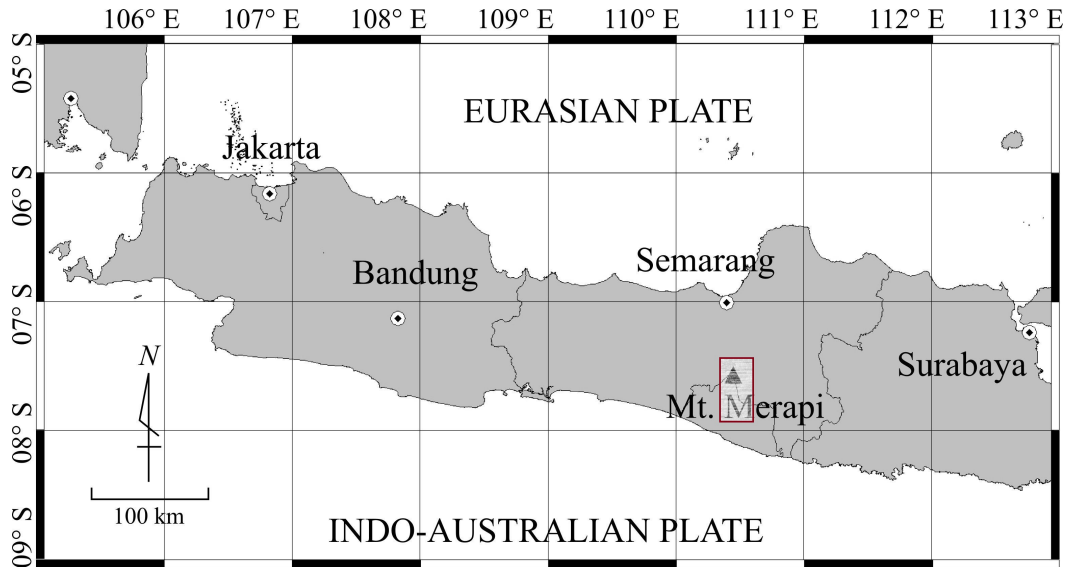 106° E 107° E 108° E 109° E 110° E 111° E 112° E 113° E
05° S
EURASIAN PLATE
Jakarta
06° S
Semarang
Bandung
07° S
N
Surabaya
Mt. Merapi
08° S
100 km
INDO-AUSTRALIAN PLATE
09° S